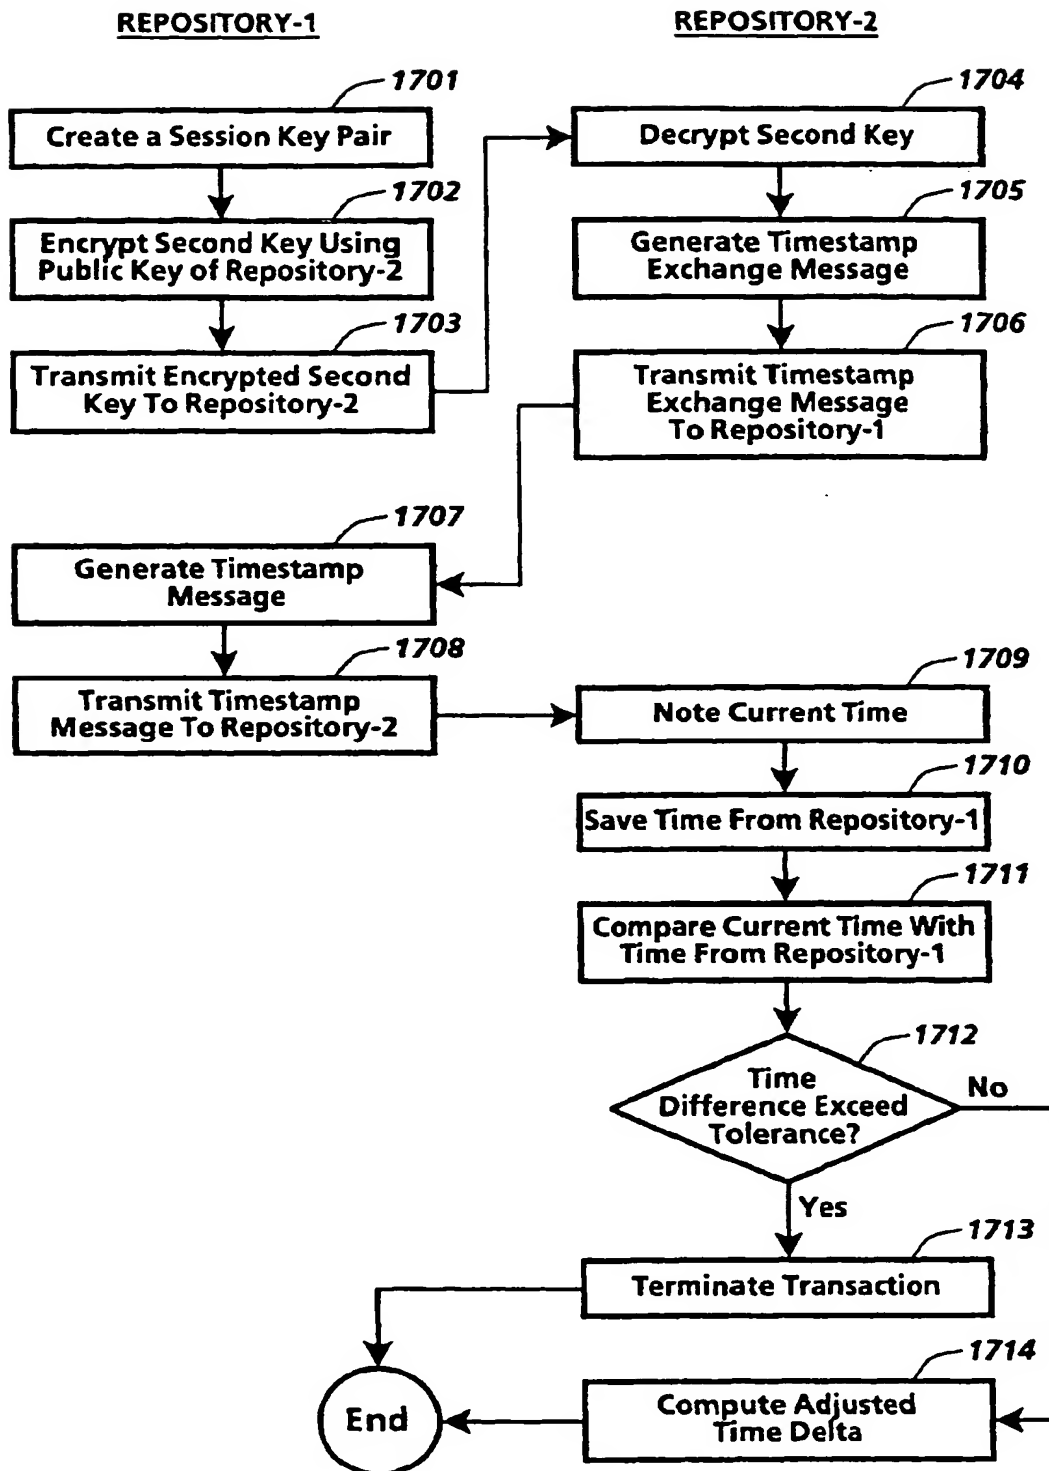 REPOSITORY-1
REPOSITORY-2
1701
Create a Session Key Pair
1702
Encrypt Second Key Using
Public Key of Repository-2
1703
Transmit Encrypted Second
Key To Repository-2
1704
Decrypt Second Key
1705
Generate Timestamp
Exchange Message
1706
Transmit Timestamp
Exchange Message
To Repository-1
1707
Generate Timestamp
Message
1708
Transmit Timestamp
Message To Repository-2
1709
Note Current Time
1710
Save Time From Repository-1
1711
Compare Current Time With
Time From Repository-1
1712
Time
Difference Exceed
Tolerance?
No
Yes
1713
Terminate Transaction
1714
Compute Adjusted
Time Delta
End